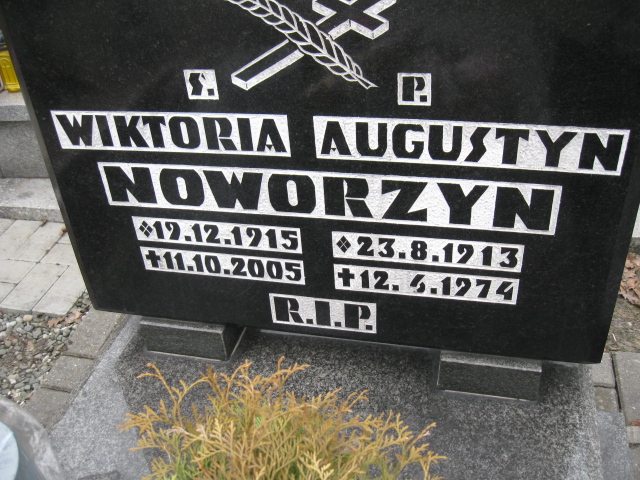 Ś. P.
WIKTORIA AUGUSTYN
NOWORZYN
19.12.1915 23.8.1913
†11.10.2005 †12.4.1974
R.I.P.